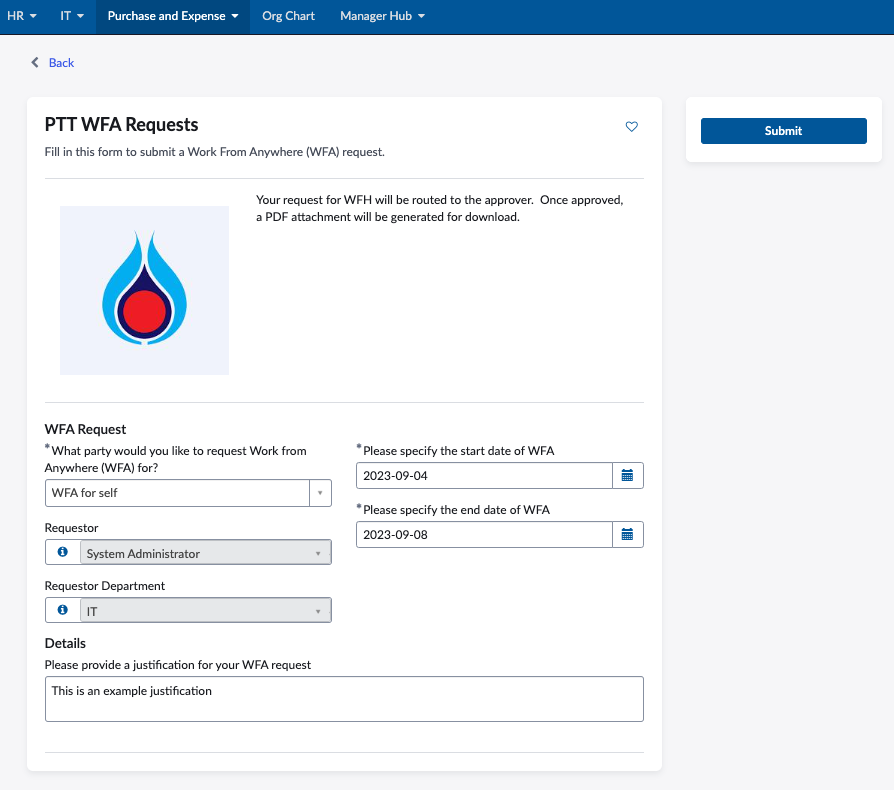 HR
IT
Purchase and Expense
Org Chart
Manager Hub
Back
PTT WFA Requests
Fill in this form to submit a Work From Anywhere (WFA) request.
Submit
Your request for WFH will be routed to the approver.  Once approved,
a PDF attachment will be generated for download.
WFA Request
*What party would you like to request Work from
Anywhere (WFA) for?
WFA for self
Requestor
System Administrator
Requestor Department
IT
*Please specify the start date of WFA
2023-09-04
*Please specify the end date of WFA
2023-09-08
Details
Please provide a justification for your WFA request
This is an example justification